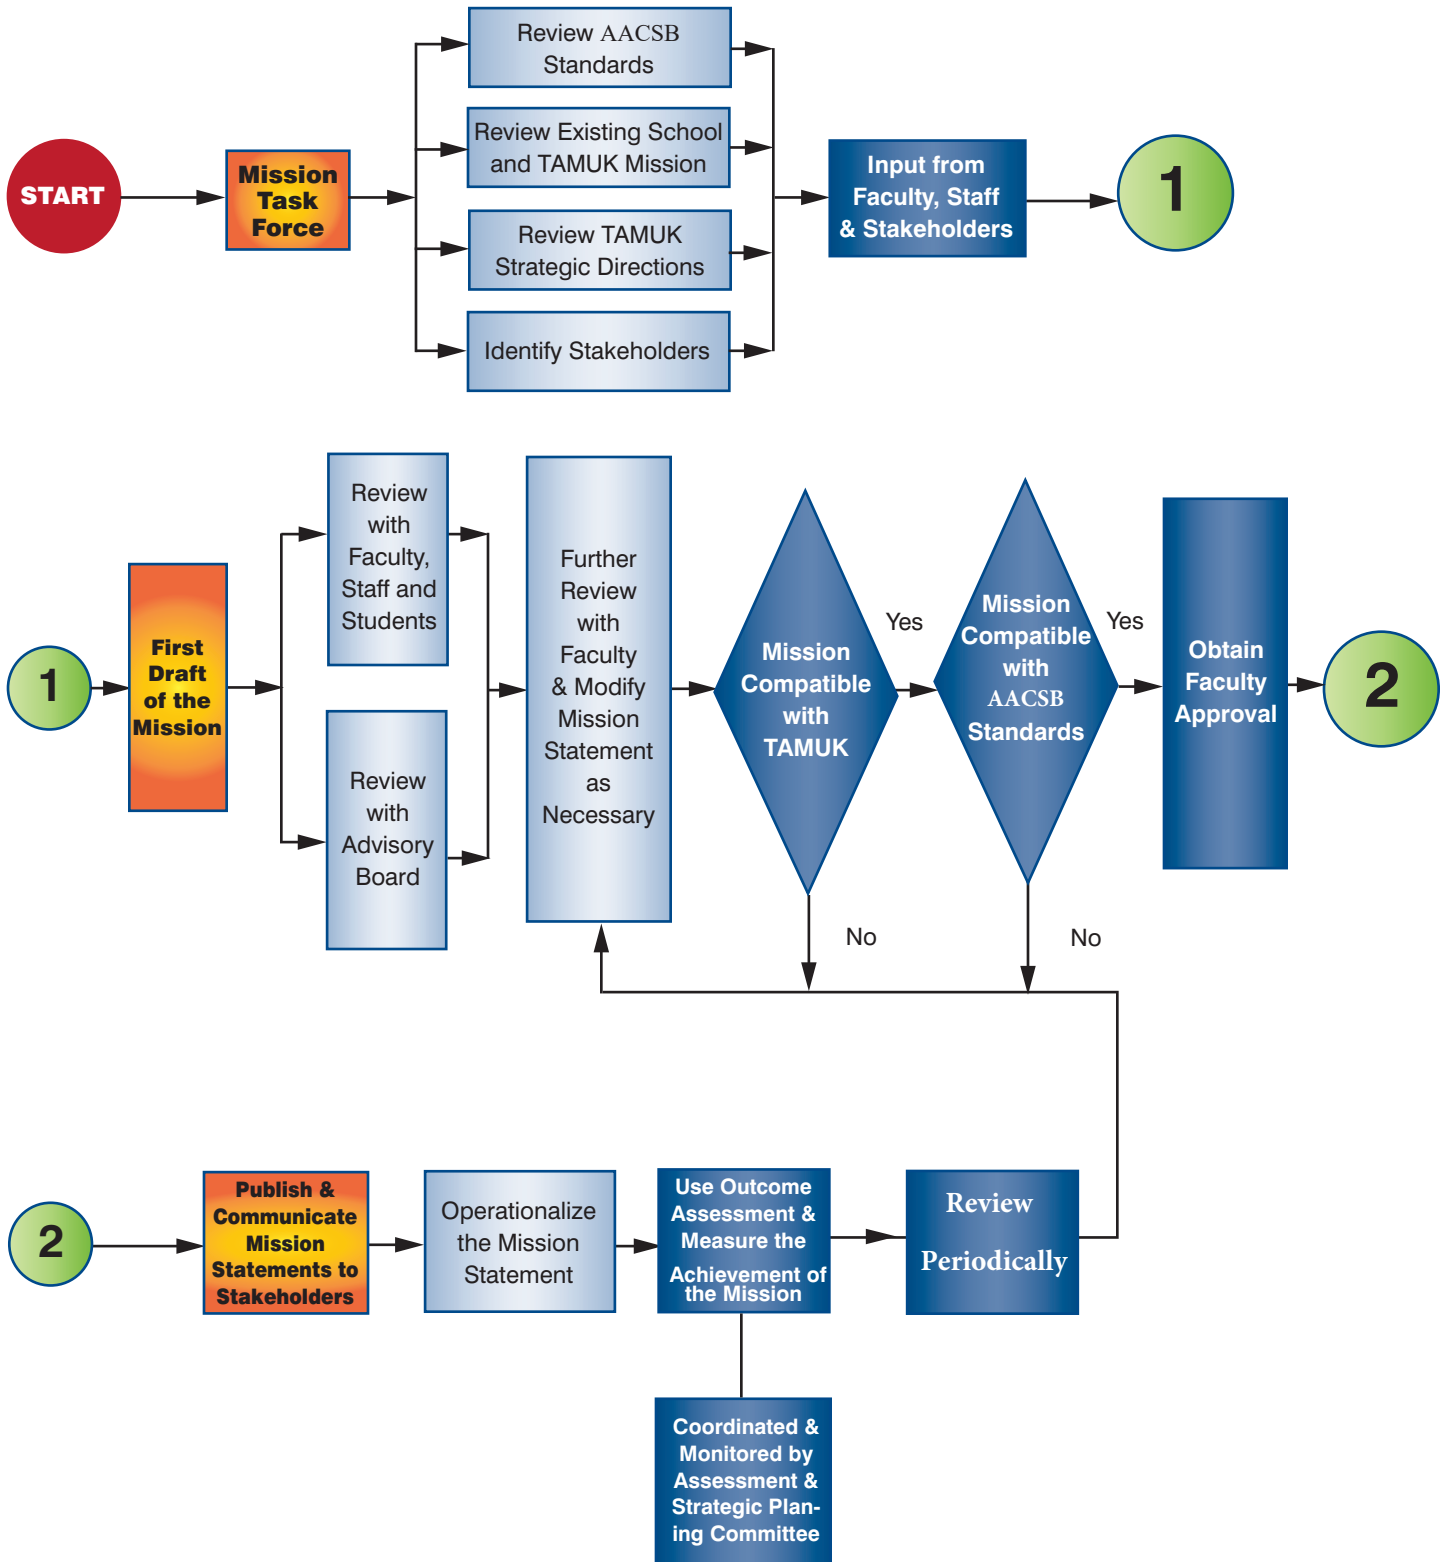 START
Mission
Task
Force
Review AACSB
Standards
Review Existing School
and TAMUK Mission
Review TAMUK
Strategic Directions
Identify Stakeholders
Input from
Faculty, Staff
& Stakeholders
1
1
First
Draft
of the
Mission
Review
with
Faculty,
Staff and
Students
Review
with
Advisory
Board
Further
Review
with
Faculty
& Modify
Mission
Statement
as
Necessary
Mission
Compatible
with
TAMUK
Yes
No
Mission
Compatible
with
AACSB
Standards
Yes
No
Obtain
Faculty
Approval
2
2
Publish &
Communicate
Mission
Statements to
Stakeholders
Operationalize
the Mission
Statement
Use Outcome
Assessment &
Measure the
Achievement of
the Mission
Review
Periodically
Coordinated &
Monitored by
Assessment &
Strategic Plan-
ing Committee